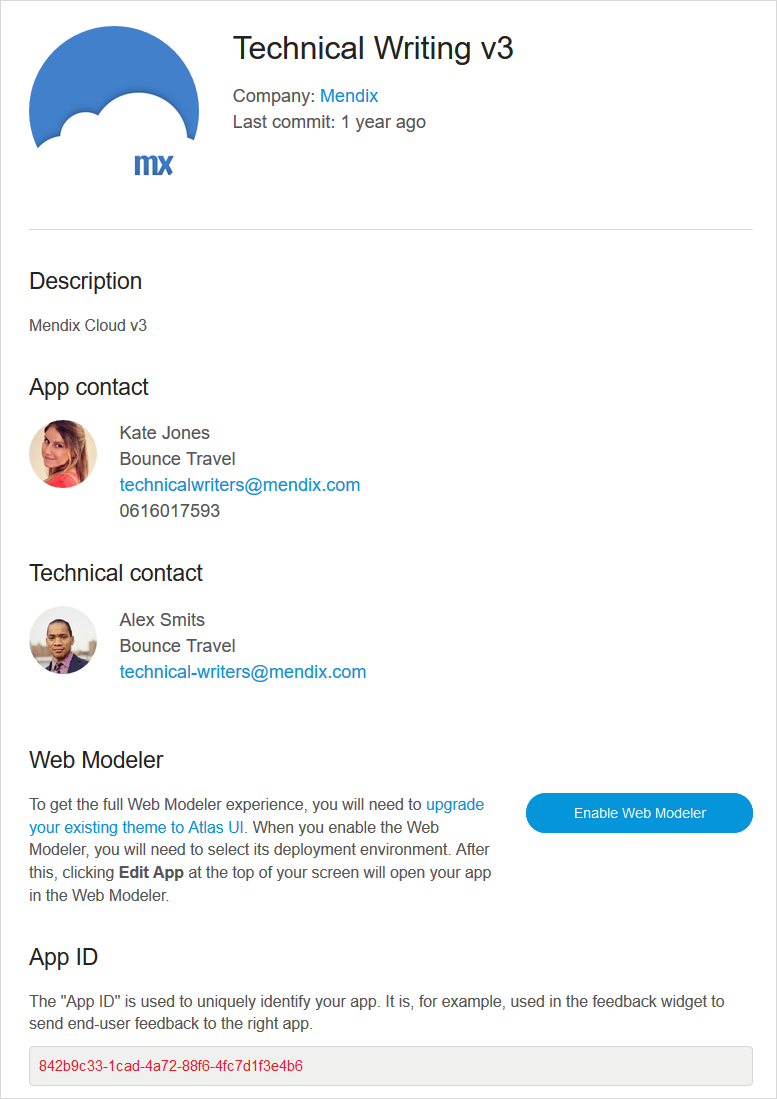 mx
Technical Writing v3
Company: Mendix
Last commit: 1 year ago
Description
Mendix Cloud v3
App contact
Kate Jones
Bounce Travel
technicalwriters@mendix.com
0616017593
Technical contact
Alex Smits
Bounce Travel
technical-writers@mendix.com
Web Modeler
To get the full Web Modeler experience, you will need to upgrade
your existing theme to Atlas UI. When you enable the Web
Modeler, you will need to select its deployment environment. After
this, clicking Edit App at the top of your screen will open your app
in the Web Modeler.
Enable Web Modeler
App ID
The "App ID" is used to uniquely identify your app. It is, for example, used in the feedback widget to
send end-user feedback to the right app.
842b9c33-1cad-4a72-88f6-4fc7d1f3e4b6